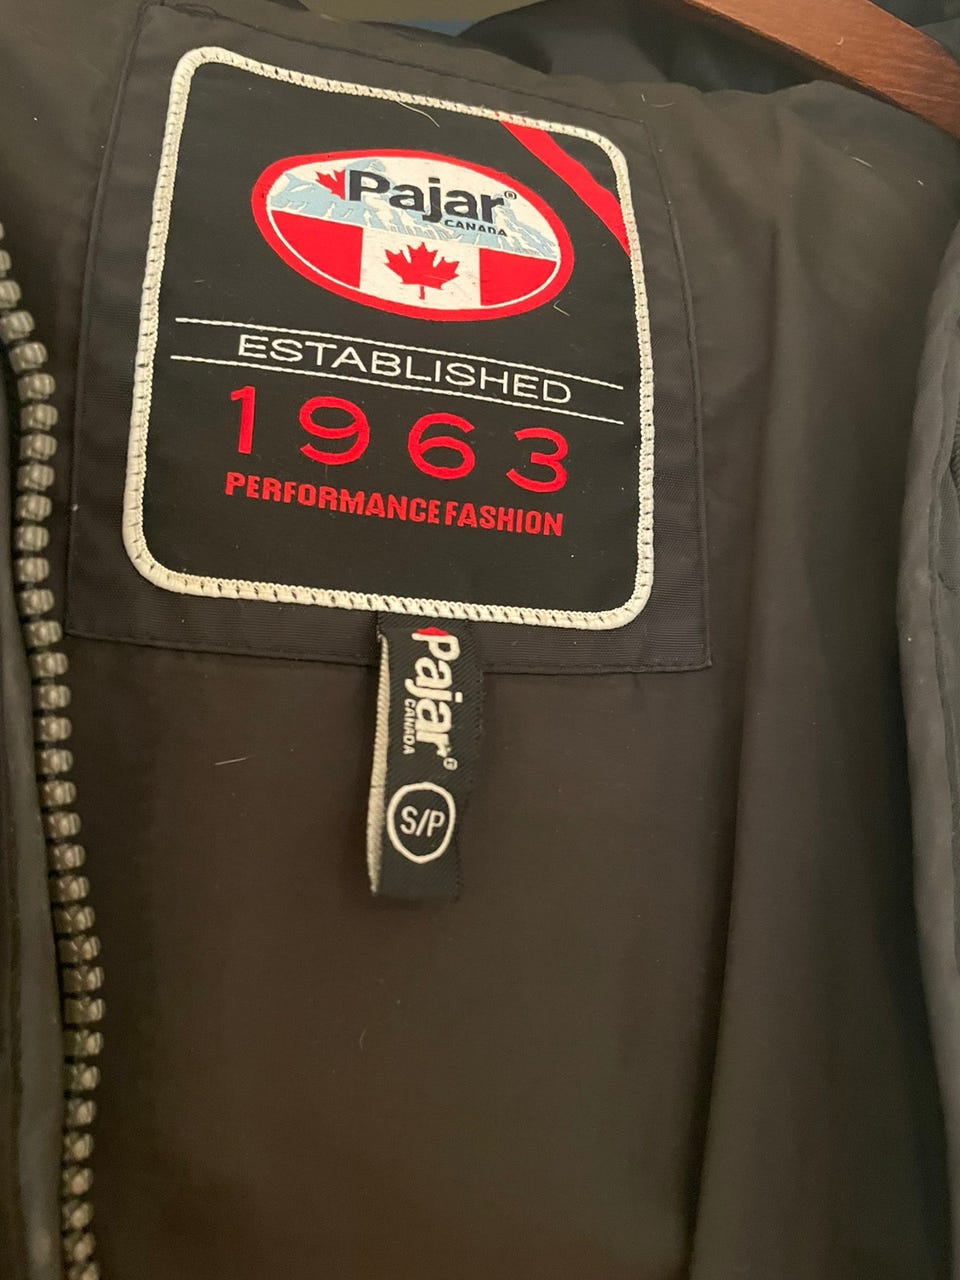 Pajar®
CANADA
ESTABLISHED
1963
PERFORMANCE FASHION
Pajar®
CANADA
S/P